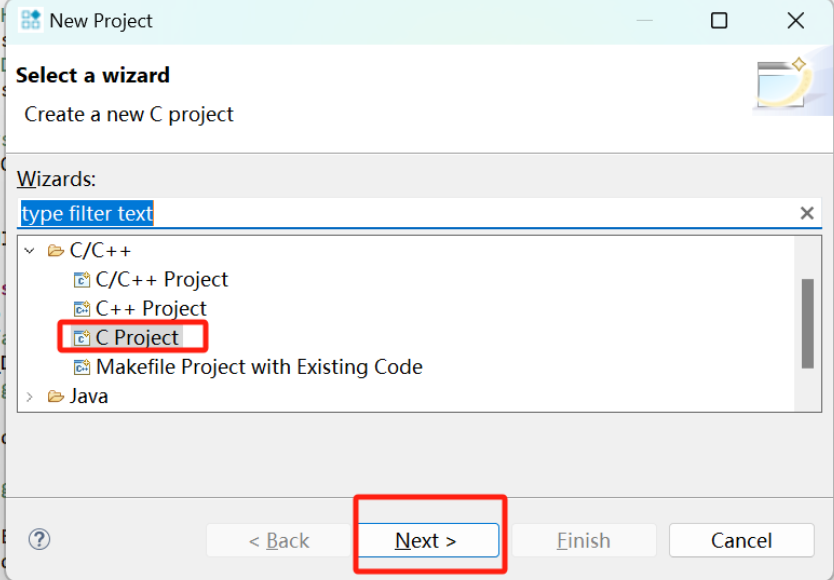 New Project
Select a wizard
Create a new C project
Wizards:
type filter text
C/C++
C/C++ Project
C++ Project
C Project
Makefile Project with Existing Code
Java
< Back
Next >
Finish
Cancel